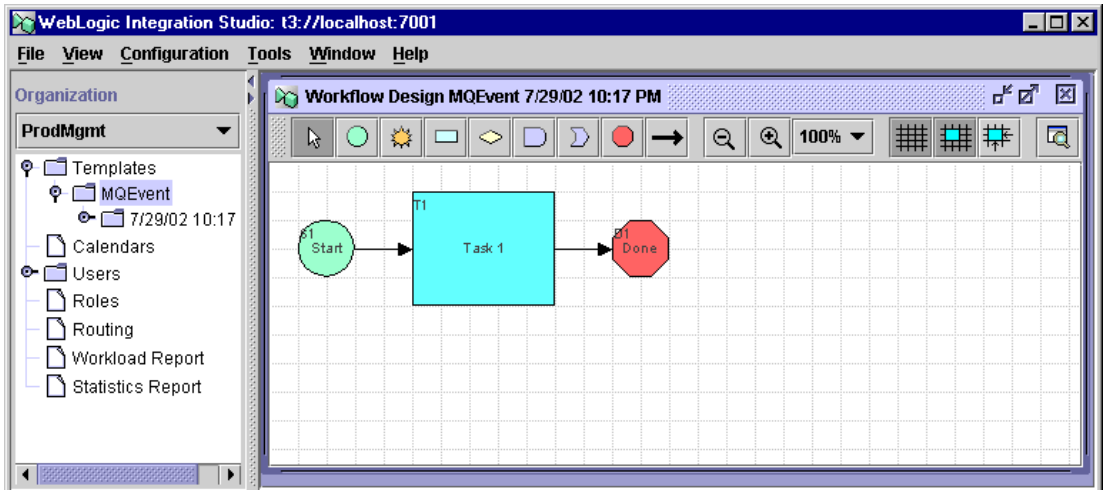 WebLogic Integration Studio: t3://localhost:7001
File View Configuration Tools Window Help
Organization
ProdMgmt
Templates
MQEvent
7/29/02 10:17
Calendars
Users
Roles
Routing
Workload Report
Statistics Report
Workflow Design MQEvent 7/29/02 10:17 PM
100%
S1
Start
T1
Task 1
D1
Done